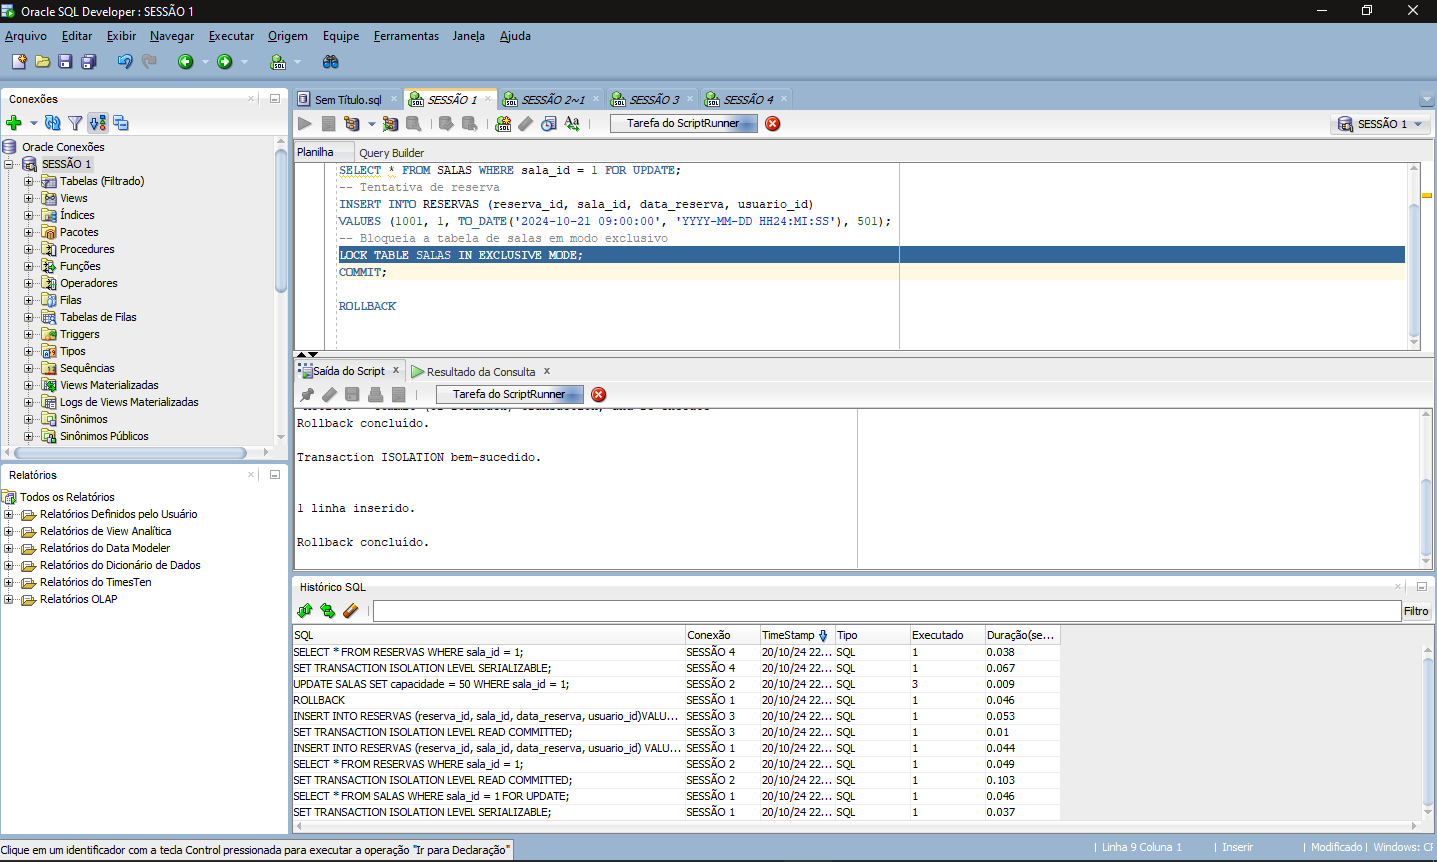 Oracle SQL Developer : SESSÃO 1
Arquivo Editar Exibir Navegar Executar Origem Equipe Ferramentas Janela Ajuda
Conexões
Oracle Conexões
SESSÃO 1
Tabelas (Filtrado)
Views
Índices
Pacotes
Procedures
Funções
Operadores
Filas
Tabelas de Filas
Triggers
Tipos
Sequências
Views Materializadas
Logs de Views Materializadas
Sinônimos
Sinônimos Públicos
Relatórios
Todos os Relatórios
Relatórios Definidos pelo Usuário
Relatórios de View Analítica
Relatórios do Data Modeler
Relatórios do Dicionário de Dados
Relatórios do TimesTen
Relatórios OLAP
Sem Título.sql SESSÃO 1 SESSÃO 2~1 SESSÃO 3 SESSÃO 4
Tarefa do ScriptRunner SESSÃO 1
Planilha Query Builder
SELECT * FROM SALAS WHERE sala_id = 1 FOR UPDATE;
-- Tentativa de reserva
INSERT INTO RESERVAS (reserva_id, sala_id, data_reserva, usuario_id)
VALUES (1001, 1, TO_DATE('2024-10-21 09:00:00', 'YYYY-MM-DD HH24:MI:SS'), 501);
-- Bloqueia a tabela de salas em modo exclusivo
LOCK TABLE SALAS IN EXCLUSIVE MODE;
COMMIT;
ROLLBACK
Saída do Script x Resultado da Consulta x
Tarefa do ScriptRunner
Rollback concluído.
Transaction ISOLATION bem-sucedido.
1 linha inserido.
Rollback concluído.
Histórico SQL
Filtro
SQL Conexão TimeStamp Tipo Executado Duração(se...
SELECT * FROM RESERVAS WHERE sala_id = 1; SESSÃO 4 20/10/24 22... SQL 1 0.038
SET TRANSACTION ISOLATION LEVEL SERIALIZABLE; SESSÃO 4 20/10/24 22... SQL 1 0.067
UPDATE SALAS SET capacidade = 50 WHERE sala_id = 1; SESSÃO 2 20/10/24 22... SQL 3 0.009
ROLLBACK SESSÃO 1 20/10/24 22... SQL 1 0.046
INSERT INTO RESERVAS (reserva_id, sala_id, data_reserva, usuario_id)VALU... SESSÃO 3 20/10/24 22... SQL 1 0.053
SET TRANSACTION ISOLATION LEVEL READ COMMITTED; SESSÃO 3 20/10/24 22... SQL 1 0.01
INSERT INTO RESERVAS (reserva_id, sala_id, data_reserva, usuario_id) VALU... SESSÃO 1 20/10/24 22... SQL 1 0.044
SELECT * FROM RESERVAS WHERE sala_id = 1; SESSÃO 2 20/10/24 22... SQL 1 0.049
SET TRANSACTION ISOLATION LEVEL READ COMMITTED; SESSÃO 2 20/10/24 22... SQL 1 0.103
SELECT * FROM SALAS WHERE sala_id = 1 FOR UPDATE; SESSÃO 1 20/10/24 22... SQL 1 0.046
SET TRANSACTION ISOLATION LEVEL SERIALIZABLE; SESSÃO 1 20/10/24 22... SQL 1 0.037
Clique em um identificador com a tecla Control pressionada para executar a operação "Ir para Declaração"
Linha 9 Coluna 1 Inserir Modificado Windows: